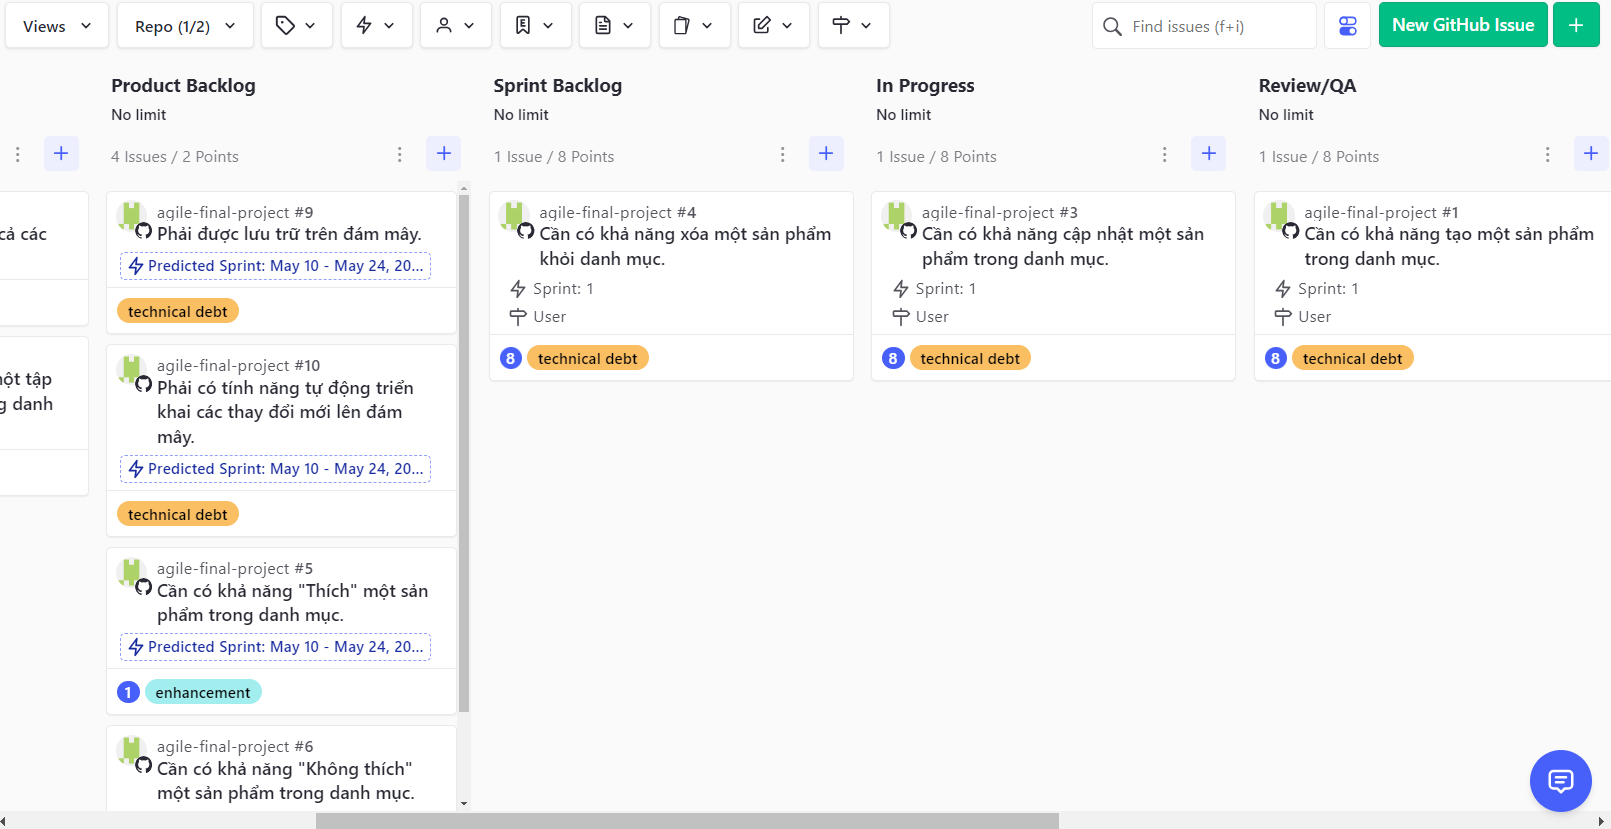 Views
Repo (1/2)
Find issues (f+i)
New GitHub Issue
Product Backlog
No limit
4 Issues / 2 Points
Sprint Backlog
No limit
1 Issue / 8 Points
In Progress
No limit
1 Issue / 8 Points
Review/QA
No limit
1 Issue / 8 Points
cả các
một tập
danh
agile-final-project #9
Phải được lưu trữ trên đám mây.
Predicted Sprint: May 10 - May 24, 20...
technical debt
agile-final-project #10
Phải có tính năng tự động triển
khai các thay đổi mới lên đám
mây.
Predicted Sprint: May 10 - May 24, 20...
technical debt
agile-final-project #5
Cần có khả năng "Thích" một sản
phẩm trong danh mục.
Predicted Sprint: May 10 - May 24, 20...
1 enhancement
agile-final-project #6
Cần có khả năng "Không thích"
một sản phẩm trong danh mục.
agile-final-project #4
Cần có khả năng xóa một sản phẩm
khỏi danh mục.
Sprint: 1
User
8 technical debt
agile-final-project #3
Cần có khả năng cập nhật một sản
phẩm trong danh mục.
Sprint: 1
User
8 technical debt
agile-final-project #1
Cần có khả năng tạo một sản phẩm
trong danh mục.
Sprint: 1
User
8 technical debt